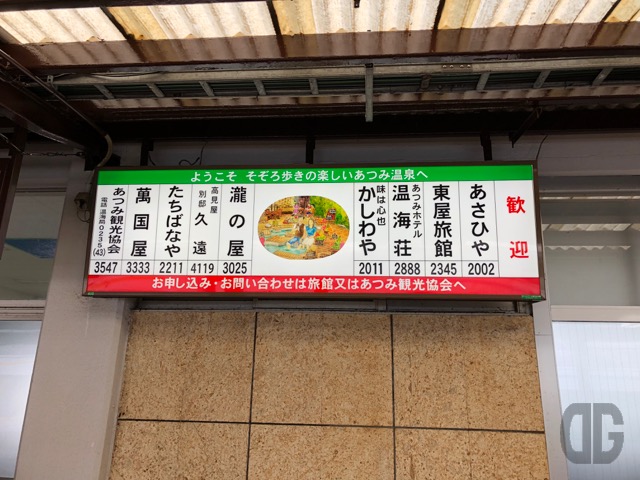 ようこそ そぞろ歩きの楽しいあつみ温泉へ
歓迎
あさひや
2002
東屋旅館
2345
あつみホテル
温海荘
2888
味は心也
かしわや
2011
瀧の屋
3025
高見屋
別邸 久遠
4119
たちばなや
2211
萬国屋
3333
あつみ観光協会
電話 温海局0235(43)
3547
お申し込み・お問い合わせは旅館又はあつみ観光協会へ
DG